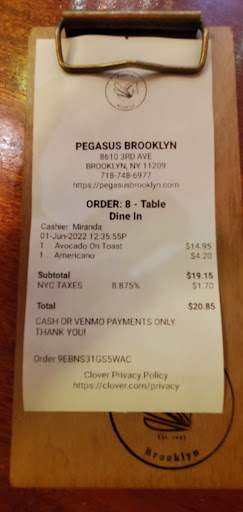 PEGASUS BROOKLYN
8610 3RD AVE
BROOKLYN, NY 11209
718-748-6977
https://pegasusbrooklyn.com
ORDER: 8 - Table
Dine In
Cashier: Miranda
01-Jun-2022 12:35:55P
1 Avocado On Toast $14.95
1 Americano $4.20
Subtotal $19.15
NYC TAXES 8.875% $1.70
Total $20.85
CASH OR VENMO PAYMENTS ONLY.
THANK YOU!
Order 9EBNS31GS5WAC
Clover Privacy Policy
https://clover.com/privacy
Brooklyn